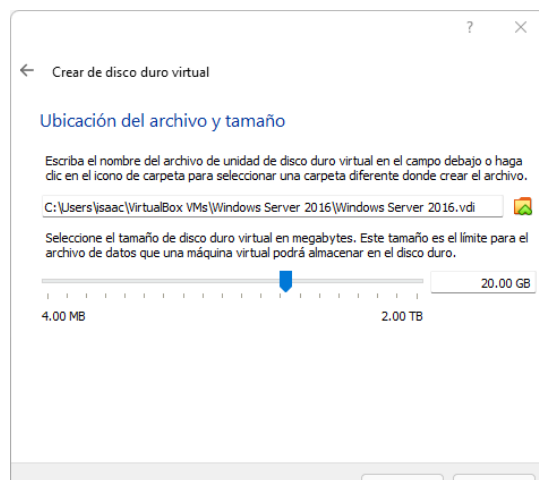 ?
Crear de disco duro virtual
Ubicación del archivo y tamaño
Escriba el nombre del archivo de unidad de disco duro virtual en el campo debajo o haga
clic en el icono de carpeta para seleccionar una carpeta diferente donde crear el archivo.
C:\Users\isaac\VirtualBox VMs\Windows Server 2016\Windows Server 2016.vdi
Seleccione el tamaño de disco duro virtual en megabytes. Este tamaño es el límite para el
archivo de datos que una máquina virtual podrá almacenar en el disco duro.
20.00 GB
4.00 MB 2.00 TB